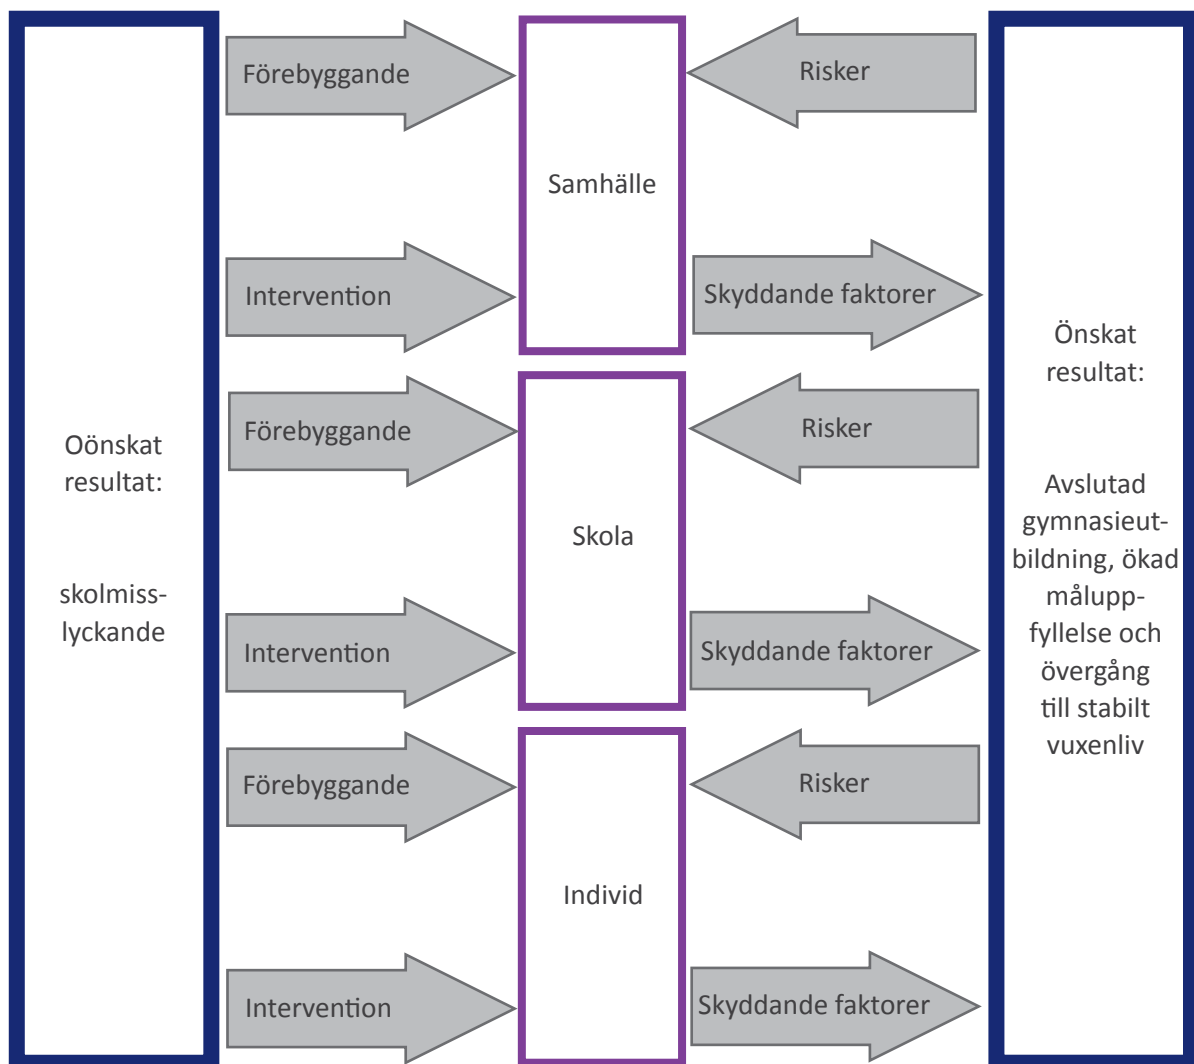 Oönskat
resultat:
skolmiss-
lyckande
Förebyggande
Risker
Samhälle
Intervention
Skyddande faktorer
Förebyggande
Risker
Skola
Intervention
Skyddande faktorer
Förebyggande
Risker
Individ
Intervention
Skyddande faktorer
Önskat
resultat:
Avslutad
gymnasieut-
bildning, ökad
måluppf-
fyllelse och
övergång
till stabilt
vuxenliv